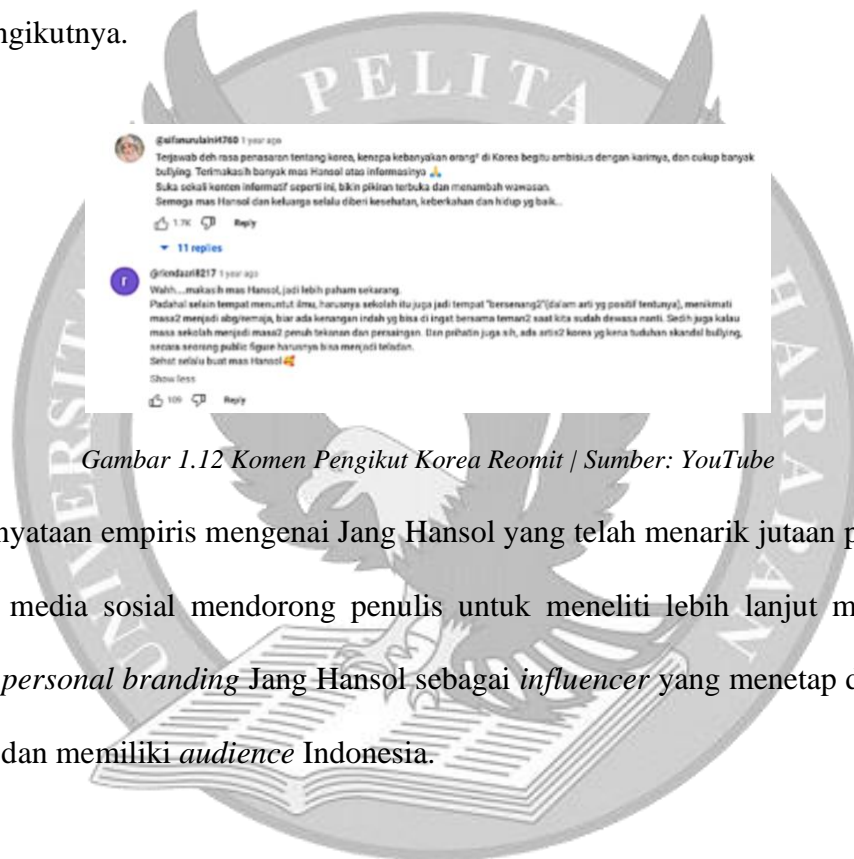 ngikutnya.
PELITA
@sifanurulaini4760 1 year ago
Terjawab deh rasa penasaran tentang korea, kenapa kebanyakan orang² di Korea begitu ambisius dengan karirnya, dan cukup banyak
bullying. Terimakasih banyak mas Hansol atas informasinya 🙏
Suka sekali konten informatif seperti ini, bikin pikiran terbuka dan menambah wawasan.
Semoga mas Hansol dan keluarga selalu diberi kesehatan, keberkahan dan hidup yg baik...
1.7K Reply
11 replies
r
1 year ago
Wahh....makasih mas Hansol, jadi lebih paham sekarang.
Padahal selain tempat menuntut ilmu, harusnya sekolah itu juga jadi tempat "bersenang2"(dalam arti yg positif tentunya), menikmati
masa2 menjadi abg/remaja, biar ada kenangan indah yg bisa di ingat bersama teman2 saat kita sudah dewasa nanti. Sedih juga kalau
masa sekolah menjadi masa2 penuh tekanan dan persaingan. Dan prihatin juga sih, ada artis2 korea yg kena tuduhan skandal bullying,
secara seorang public figure harusnya bisa menjadi teladan.
Sehat selalu buat mas Hansol 🥰
Show less
109 Reply
UNIVERSIT
HARAPAN
Gambar 1.12 Komen Pengikut Korea Reomit | Sumber: YouTube
nyataan empiris mengenai Jang Hansol yang telah menarik jutaan p
media sosial mendorong penulis untuk meneliti lebih lanjut m
personal branding Jang Hansol sebagai influencer yang menetap d
dan memiliki audience Indonesia.